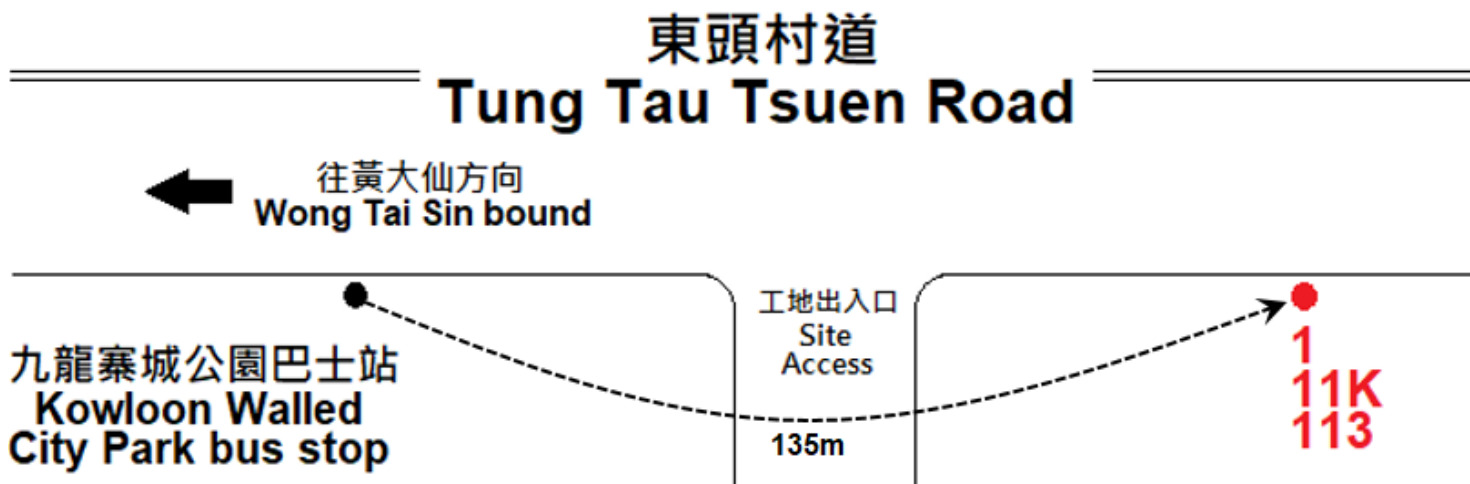 東頭村道
Tung Tau Tsuen Road
往黃大仙方向
Wong Tai Sin bound
工地出入口
Site
Access
九龍寨城公園巴士站
Kowloon Walled
City Park bus stop
135m
1
11K
113